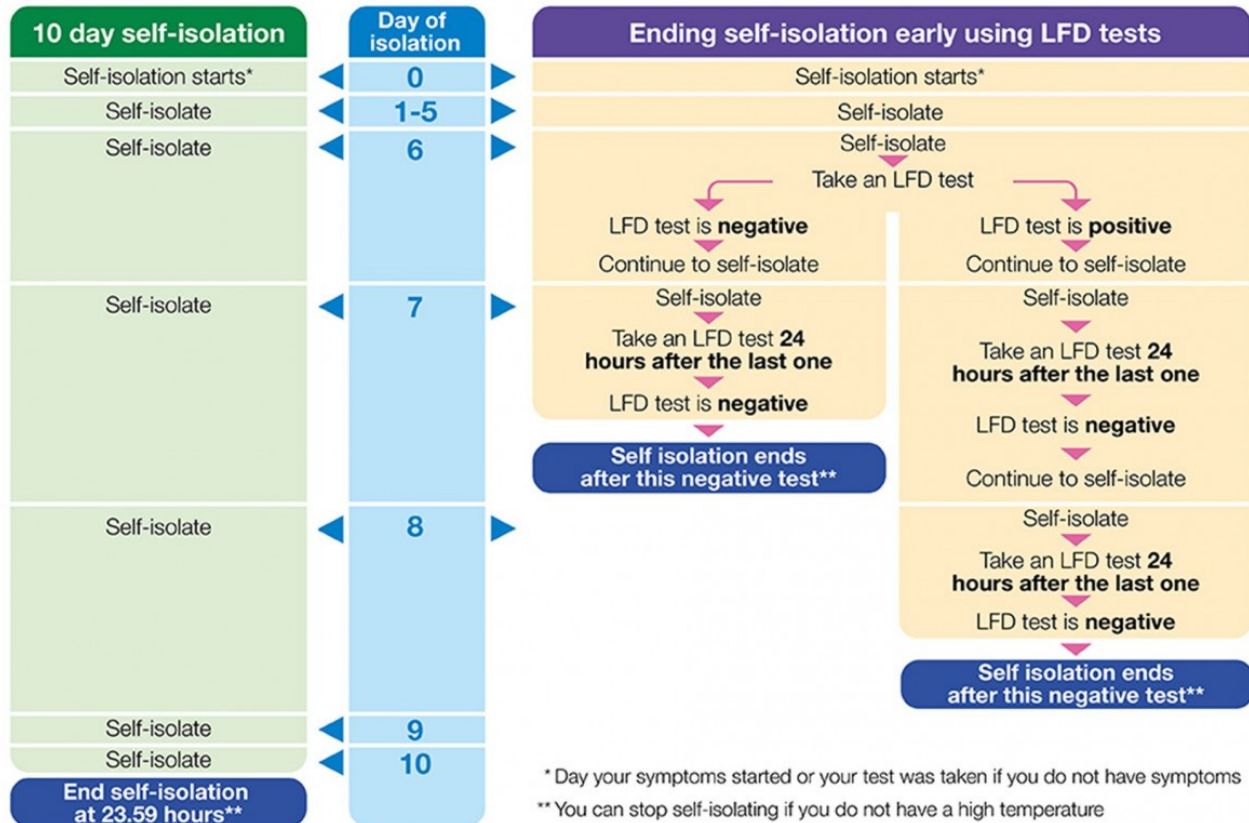 10 day self-isolation
Self-isolation starts*
Self-isolate
Self-isolate
Self-isolate
Self-isolate
Self-isolate
Self-isolate
End self-isolation
at 23.59 hours**
Day of
isolation
0
1-5
6
7
8
9
10
Ending self-isolation early using LFD tests
Self-isolation starts*
Self-isolate
Self-isolate
Take an LFD test
LFD test is negative
Continue to self-isolate
Self-isolate
Take an LFD test 24
hours after the last one
LFD test is negative
Self isolation ends
after this negative test**
LFD test is positive
Continue to self-isolate
Self-isolate
Take an LFD test 24
hours after the last one
LFD test is negative
Continue to self-isolate
Self-isolate
Take an LFD test 24
hours after the last one
LFD test is negative
Self isolation ends
after this negative test**
* Day your symptoms started or your test was taken if you do not have symptoms
** You can stop self-isolating if you do not have a high temperature